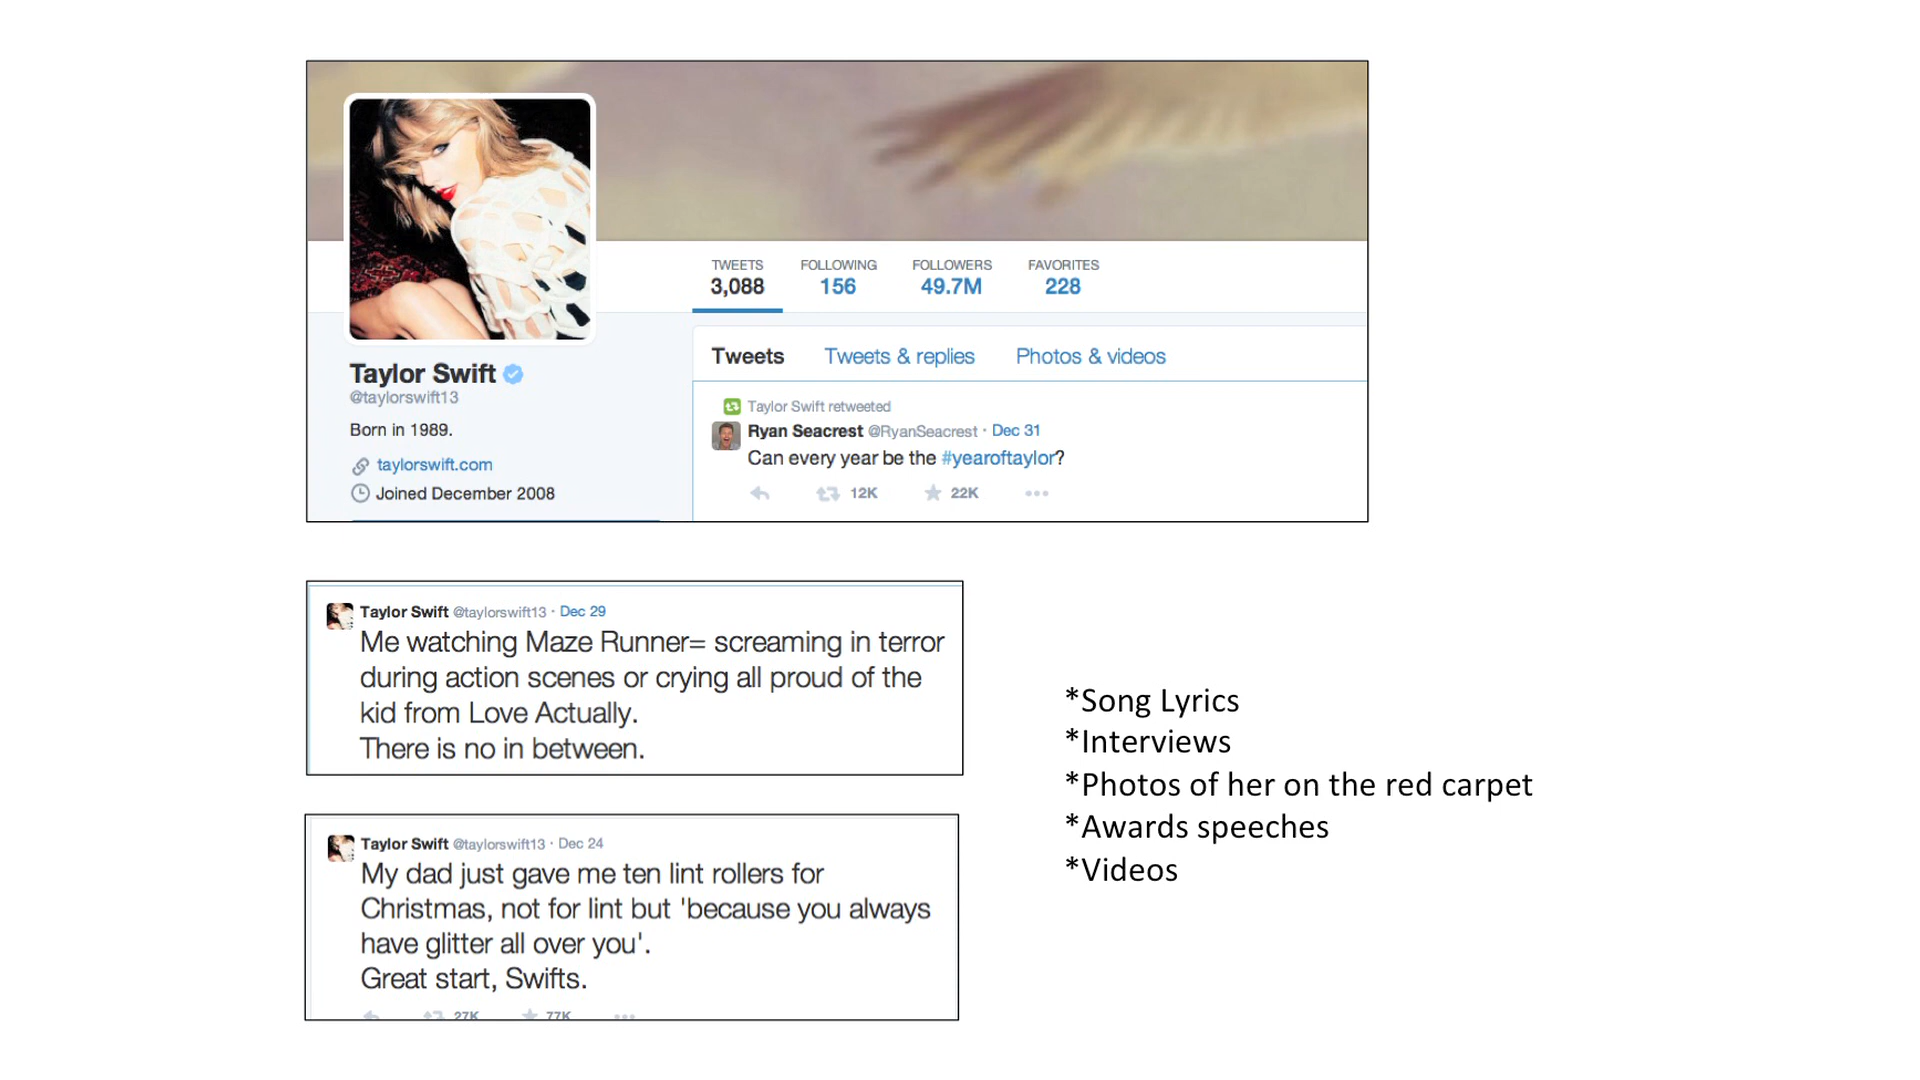 TWEETS FOLLOWING FOLLOWERS FAVORITES
3,088 156 49.7M 228
Tweets Tweets & replies Photos & videos
Taylor Swift
@taylorswift13
Born in 1989.
taylorswift.com
Joined December 2008
Taylor Swift retweeted
Ryan Seacrest @RyanSeacrest · Dec 31
Can every year be the #yearoftaylor?
12K 22K
Taylor Swift @taylorswift13 · Dec 29
Me watching Maze Runner= screaming in terror
during action scenes or crying all proud of the
kid from Love Actually.
There is no in between.
Taylor Swift @taylorswift13 · Dec 24
My dad just gave me ten lint rollers for
Christmas, not for lint but 'because you always
have glitter all over you'.
Great start, Swifts.
27K 77K
*Song Lyrics
*Interviews
*Photos of her on the red carpet
*Awards speeches
*Videos